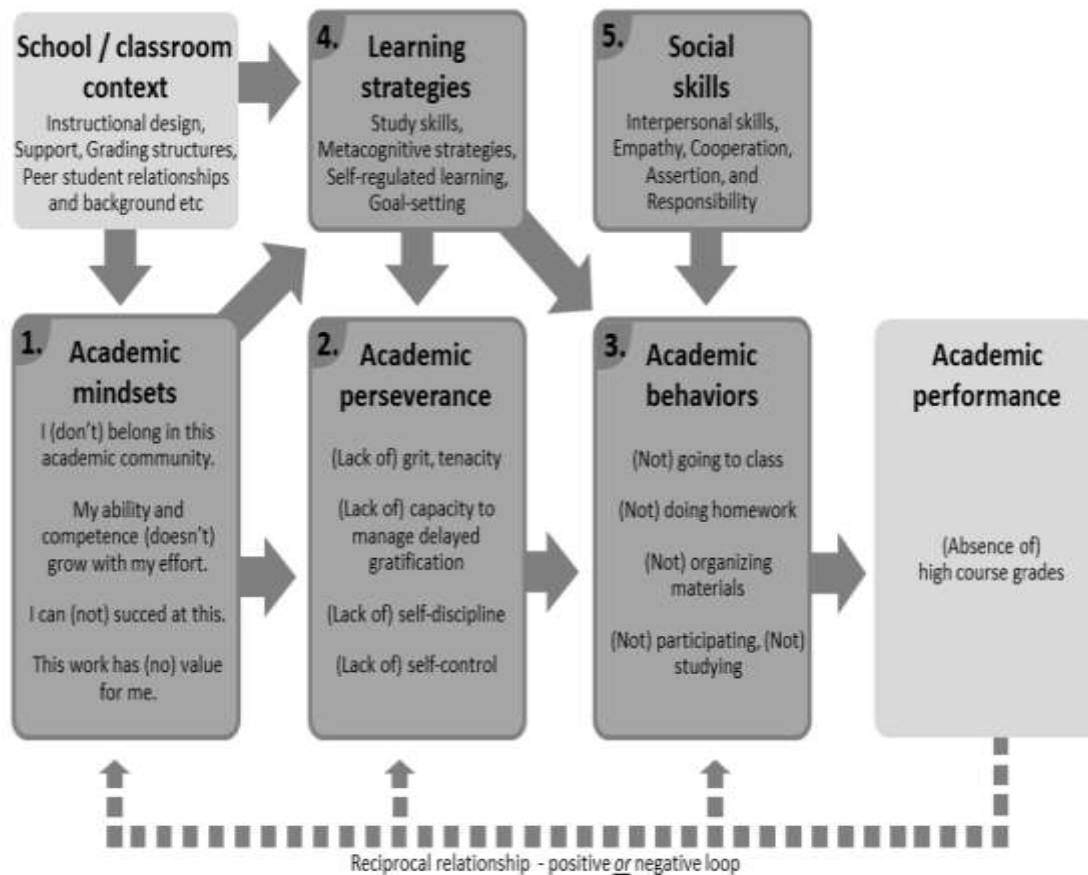 School / classroom
context
Instructional design,
Support, Grading structures,
Peer student relationships
and background etc
4.
Learning
strategies
Study skills,
Metacognitive strategies,
Self-regulated learning,
Goal-setting
5.
Social
skills
Interpersonal skills,
Empathy, Cooperation,
Assertion, and
Responsibility
1.
Academic
mindsets
I (don't) belong in this
academic community.
My ability and
competence (doesn't)
grow with my effort.
I can (not) succed at this.
This work has (no) value
for me.
2.
Academic
perseverance
(Lack of) grit, tenacity
(Lack of) capacity to
manage delayed
gratification
(Lack of) self-discipline
(Lack of) self-control
3.
Academic
behaviors
(Not) going to class
(Not) doing homework
(Not) organizing
materials
(Not) participating, (Not)
studying
Academic
performance
(Absence of)
high course grades
Reciprocal relationship - positive or negative loop